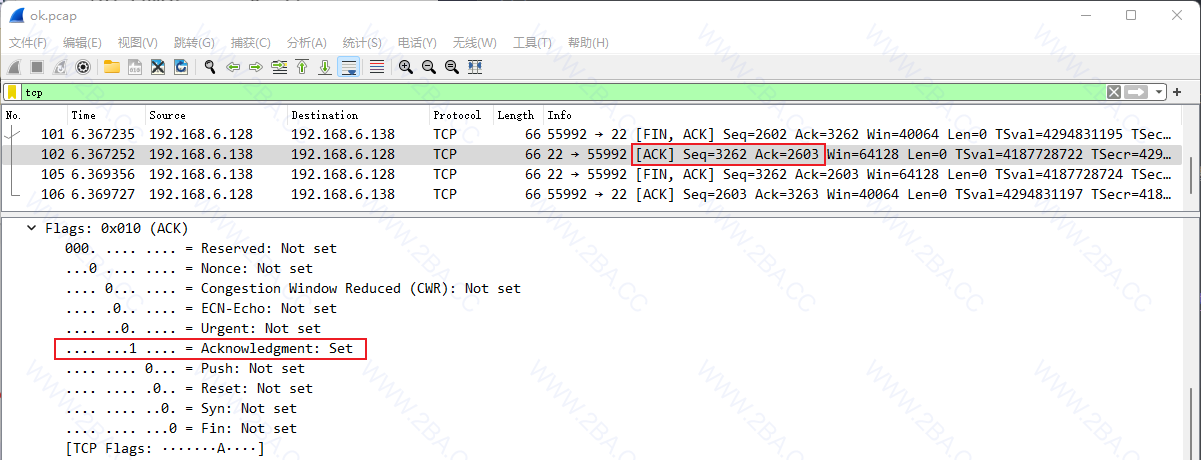 ok.pcap
文件(F) 编辑(E) 视图(V) 跳转(G) 捕获(C) 分析(A) 统计(S) 电话(Y) 无线(W) 工具(T) 帮助(H)
tcp
No. Time Source Destination Protocol Length Info
101 6.367235 192.168.6.128 192.168.6.138 TCP 66 55992 → 22 [FIN, ACK] Seq=2602 Ack=3262 Win=40064 Len=0 TSval=4294831195 TSec…
102 6.367252 192.168.6.138 192.168.6.128 TCP 66 22 → 55992 [ACK] Seq=3262 Ack=2603 Win=64128 Len=0 TSval=4187728722 TSecr=429…
105 6.369356 192.168.6.138 192.168.6.128 TCP 66 22 → 55992 [FIN, ACK] Seq=3262 Ack=2603 Win=64128 Len=0 TSval=4187728724 TSec…
106 6.369727 192.168.6.128 192.168.6.138 TCP 66 55992 → 22 [ACK] Seq=2603 Ack=3263 Win=40064 Len=0 TSval=4294831197 TSecr=418…
Flags: 0x010 (ACK)
000. .... .... = Reserved: Not set
...0 .... .... = Nonce: Not set
.... 0... .... = Congestion Window Reduced (CWR): Not set
.... .0.. .... = ECN-Echo: Not set
.... ..0. .... = Urgent: Not set
.... ...1 .... = Acknowledgment: Set
.... .... 0... = Push: Not set
.... .... .0.. = Reset: Not set
.... .... ..0. = Syn: Not set
.... .... ...0 = Fin: Not set
[TCP Flags: ·······A····]
WWW.2BA.CC